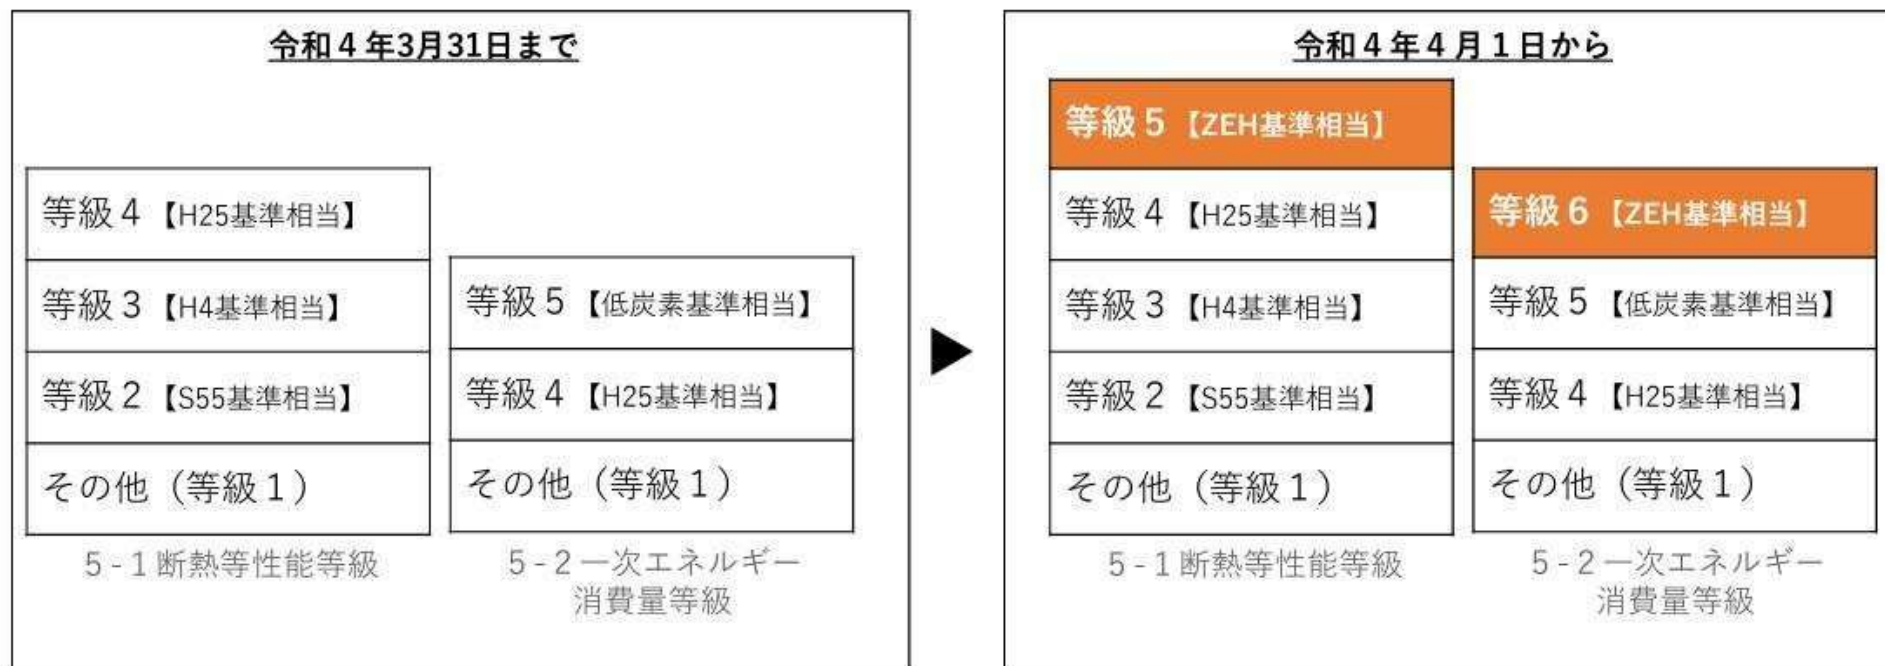 令和４年3月31日まで
等級４【H25基準相当】
等級３【H4基準相当】
等級２【S55基準相当】
その他（等級１）
5 - 1 断熱等性能等級
等級５【低炭素基準相当】
等級４【H25基準相当】
その他（等級１）
5 - 2 一次エネルギー
消費量等級
▶
令和４年４月１日から
等級５【ZEH基準相当】
等級４【H25基準相当】
等級３【H4基準相当】
等級２【S55基準相当】
その他（等級１）
5 - 1 断熱等性能等級
等級６【ZEH基準相当】
等級５【低炭素基準相当】
等級４【H25基準相当】
その他（等級１）
5 - 2 一次エネルギー
消費量等級